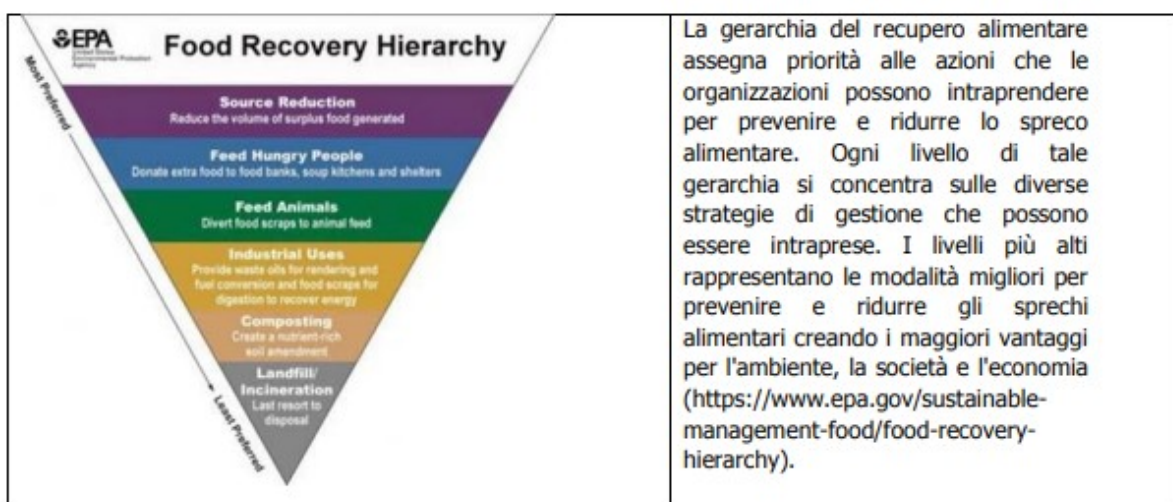 EPA
United States
Environmental Protection
Agency
Food Recovery Hierarchy
Most Preferred
Source Reduction
Reduce the volume of surplus food generated
Feed Hungry People
Donate extra food to food banks, soup kitchens and shelters
Feed Animals
Divert food scraps to animal feed
Industrial Uses
Provide waste oils for rendering and
fuel conversion and food scraps for
digestion to recover energy
Composting
Create a nutrient-rich
soil amendment
Landfill/
Incineration
Last resort to
disposal
Least Preferred
La gerarchia del recupero alimentare
assegna priorità alle azioni che le
organizzazioni possono intraprendere
per prevenire e ridurre lo spreco
alimentare. Ogni livello di tale
gerarchia si concentra sulle diverse
strategie di gestione che possono
essere intraprese. I livelli più alti
rappresentano le modalità migliori per
prevenire e ridurre gli sprechi
alimentari creando i maggiori vantaggi
per l'ambiente, la società e l'economia
(https://www.epa.gov/sustainable-
management-food/food-recovery-
hierarchy).